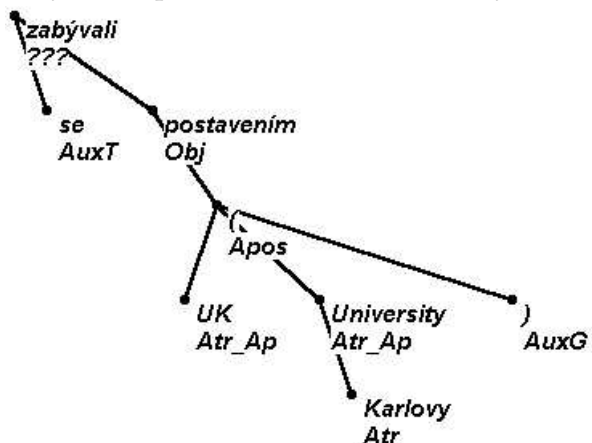 zabývali
???
se
AuxT
postavením
Obj
(
Apos
UK
Atr_Ap
University
Atr_Ap
)
AuxG
Karlovy
Atr